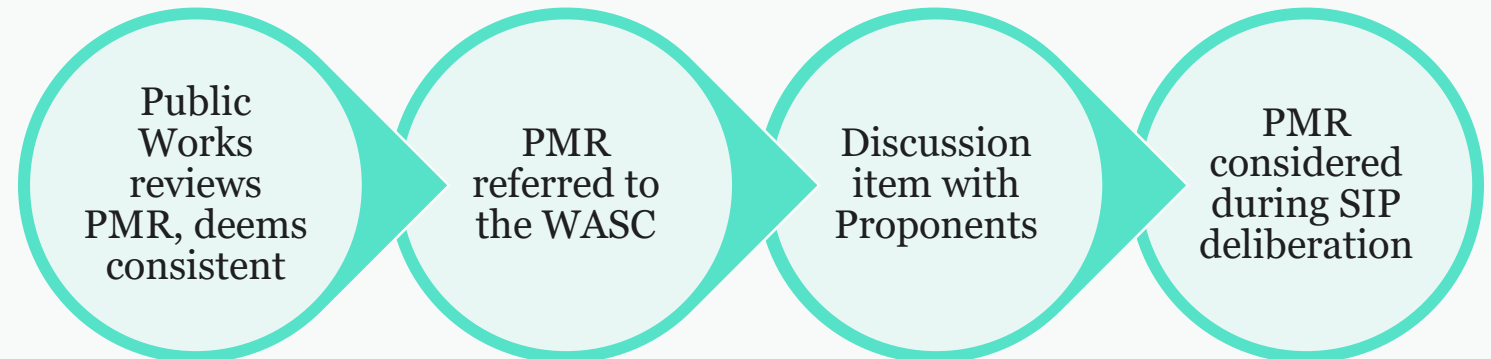 Public
Works
reviews
PMR, deems
consistent
PMR
referred to
the WASC
Discussion
item with
Proponents
PMR
considered
during SIP
deliberation